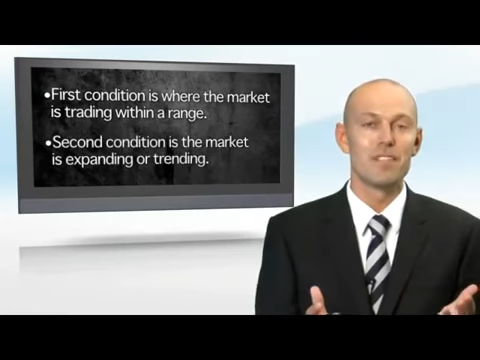 •First condition is where the market
is trading within a range.
•Second condition is the market
is expanding or trending.